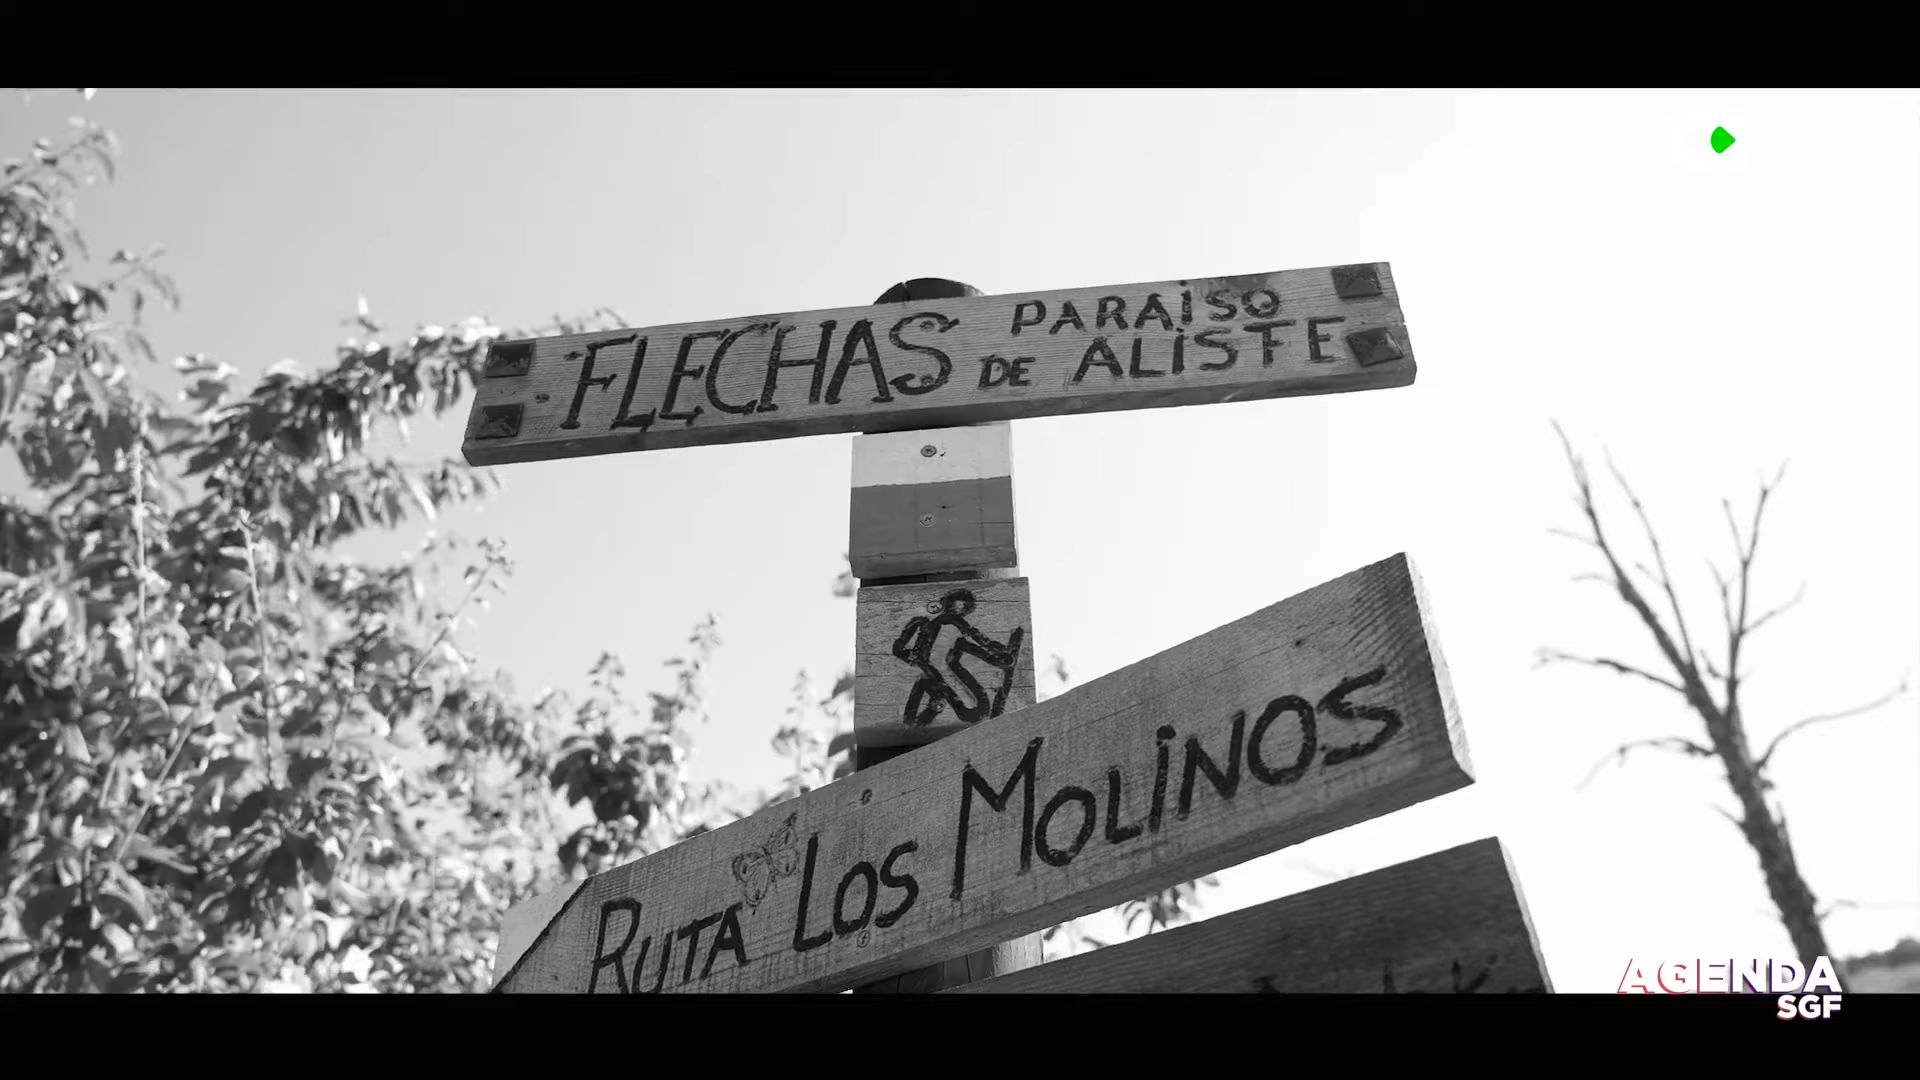 FLECHAS PARAISO
DE ALISTE
RUTA LOS MOLINOS
AGENDA
SGF